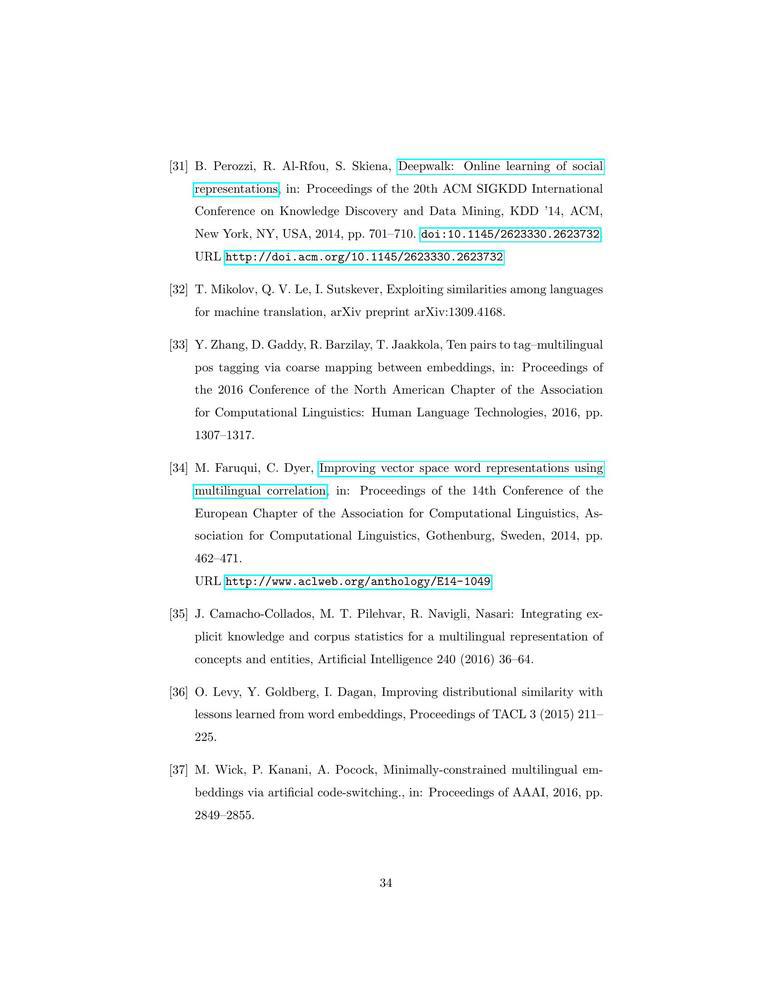 [31] B. Perozzi, R. Al-Rfou, S. Skiena, Deepwalk: Online learning of social
representations, in: Proceedings of the 20th ACM SIGKDD International
Conference on Knowledge Discovery and Data Mining, KDD '14, ACM,
New York, NY, USA, 2014, pp. 701–710. doi:10.1145/2623330.2623732.
URL http://doi.acm.org/10.1145/2623330.2623732
[32] T. Mikolov, Q. V. Le, I. Sutskever, Exploiting similarities among languages
for machine translation, arXiv preprint arXiv:1309.4168.
[33] Y. Zhang, D. Gaddy, R. Barzilay, T. Jaakkola, Ten pairs to tag–multilingual
pos tagging via coarse mapping between embeddings, in: Proceedings of
the 2016 Conference of the North American Chapter of the Association
for Computational Linguistics: Human Language Technologies, 2016, pp.
1307–1317.
[34] M. Faruqui, C. Dyer, Improving vector space word representations using
multilingual correlation, in: Proceedings of the 14th Conference of the
European Chapter of the Association for Computational Linguistics, As-
sociation for Computational Linguistics, Gothenburg, Sweden, 2014, pp.
462–471.
URL http://www.aclweb.org/anthology/E14-1049
[35] J. Camacho-Collados, M. T. Pilehvar, R. Navigli, Nasari: Integrating ex-
plicit knowledge and corpus statistics for a multilingual representation of
concepts and entities, Artificial Intelligence 240 (2016) 36–64.
[36] O. Levy, Y. Goldberg, I. Dagan, Improving distributional similarity with
lessons learned from word embeddings, Proceedings of TACL 3 (2015) 211–
225.
[37] M. Wick, P. Kanani, A. Pocock, Minimally-constrained multilingual em-
beddings via artificial code-switching., in: Proceedings of AAAI, 2016, pp.
2849–2855.
34